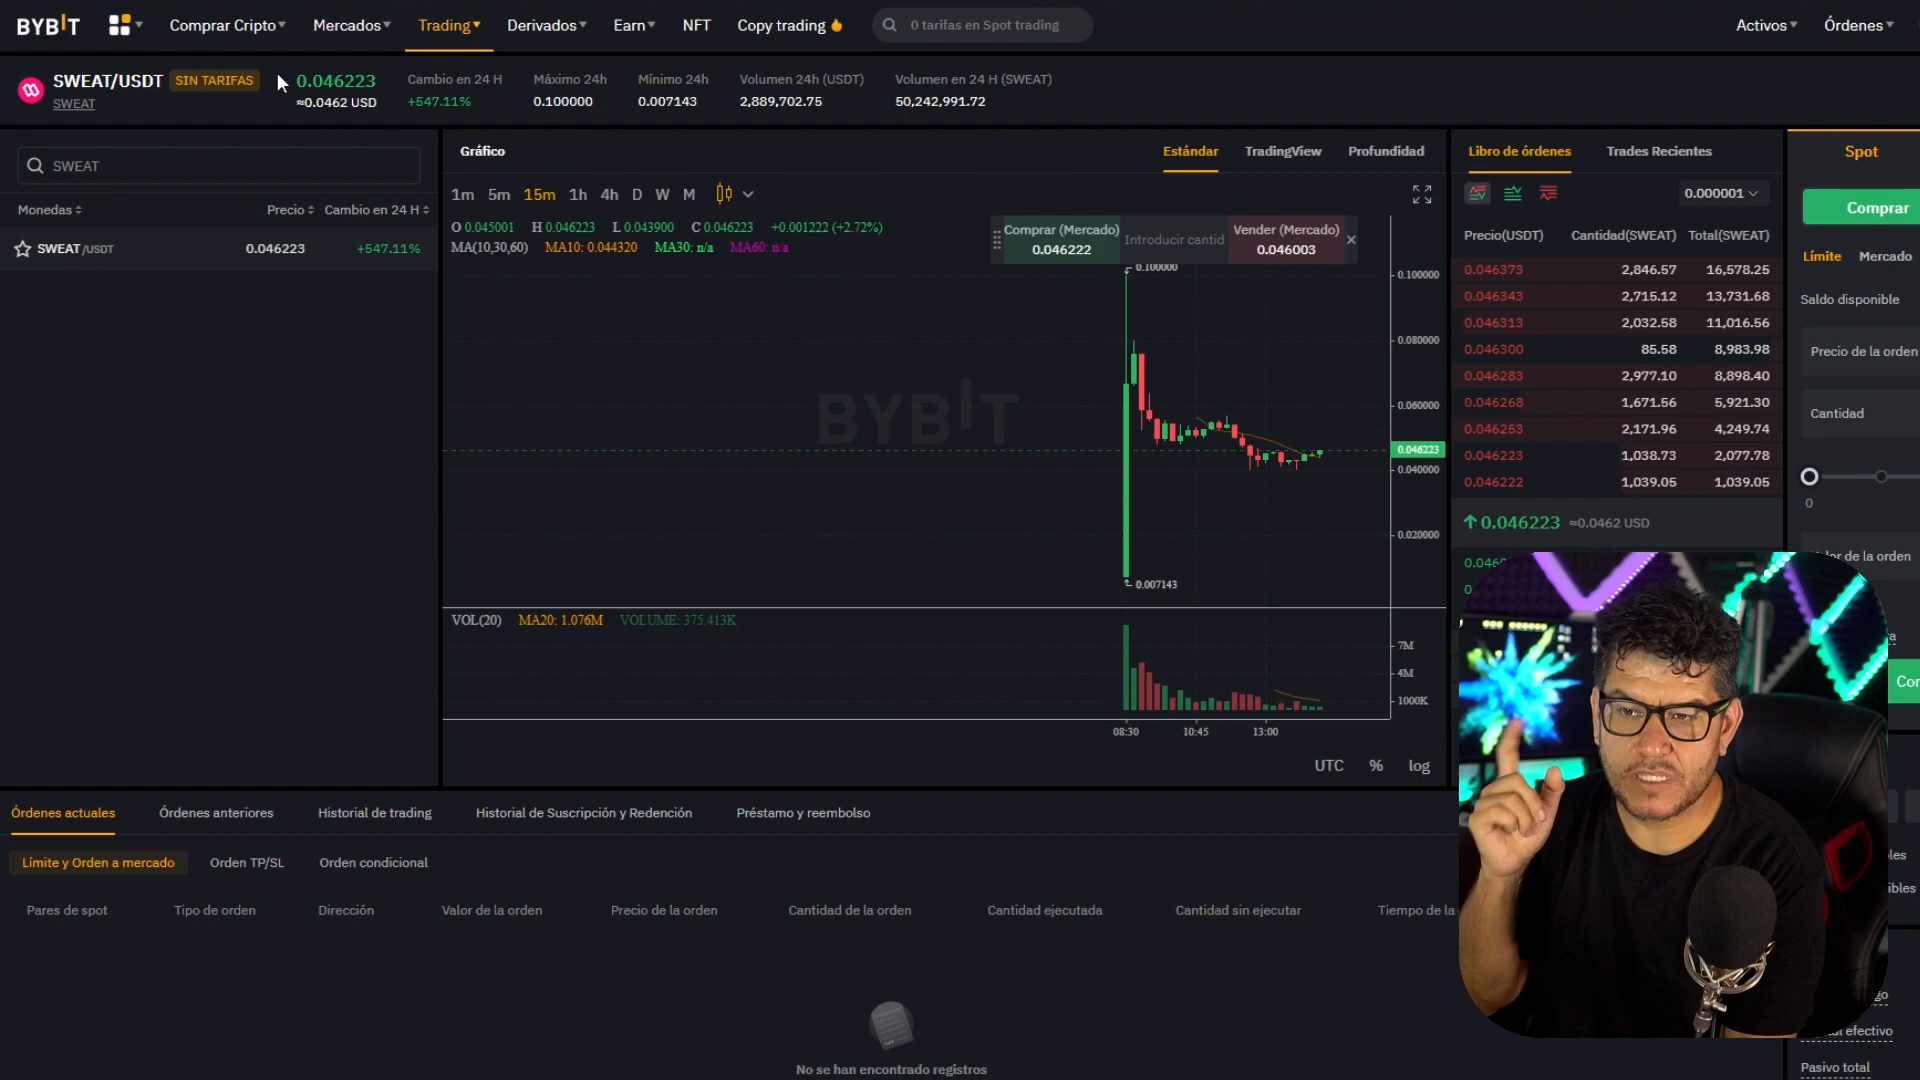 BYBIT
Comprar Cripto
Mercados
Trading
Derivados
Earn
NFT
Copy trading
0 tarifas en Spot trading
Activos
Órdenes
SWEAT/USDT
SIN TARIFAS
SWEAT
0.046223
≈0.0462 USD
Cambio en 24 H
+547.11%
Máximo 24h
0.100000
Mínimo 24h
0.007143
Volumen 24h (USDT)
2,889,702.75
Volumen en 24 H (SWEAT)
50,242,991.72
SWEAT
Monedas
Precio
Cambio en 24 H
SWEAT/USDT
0.046223
+547.11%
Gráfico
Estándar
TradingView
Profundidad
1m 5m 15m 1h 4h D W M
O 0.045001 H 0.046223 L 0.043900 C 0.046223 +0.001222 (+2.72%)
MA(10,30,60) MA10: 0.044320 MA30: n/a MA60: n/a
Comprar (Mercado)
0.046222
Introducir cantid
Vender (Mercado)
0.046003
BYBIT
0.100000
0.007143
0.100000
0.080000
0.060000
0.046223
0.040000
0.020000
VOL(20) MA20: 1.076M VOLUME: 375.413K
7M
4M
1000K
08:30 10:45 13:00
UTC % log
Libro de órdenes
Trades Recientes
0.000001
Precio(USDT) Cantidad(SWEAT) Total(SWEAT)
0.046373 2,846.57 16,578.25
0.046343 2,715.12 13,731.68
0.046313 2,032.58 11,016.56
0.046300 85.58 8,983.98
0.046283 2,977.10 8,898.40
0.046268 1,671.56 5,921.30
0.046253 2,171.96 4,249.74
0.046223 1,038.73 2,077.78
0.046222 1,039.05 1,039.05
0.046223 ≈0.0462 USD
Spot
Comprar
Límite Mercado
Saldo disponible
Precio de la orden
Cantidad
0
de la orden
Órdenes actuales
Órdenes anteriores
Historial de trading
Historial de Suscripción y Redención
Préstamo y reembolso
Límite y Orden a mercado
Orden TP/SL
Orden condicional
Pares de spot
Tipo de orden
Dirección
Valor de la orden
Precio de la orden
Cantidad de la orden
Cantidad ejecutada
Cantidad sin ejecutar
Tiempo de la
No se han encontrado registros
efectivo
Pasivo total